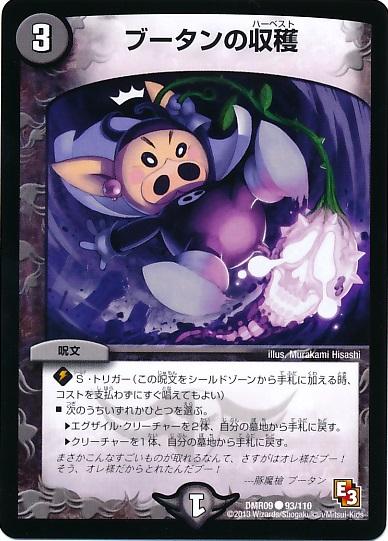 3
ブータンの収穫
ハーベスト
illus. Murakami Hisashi
呪文
S・トリガー(この呪文をシールドゾーンから手札に加える時、
コストを支払わずにすぐ唱えてもよい)
■ 次のうちいずれかひとつを選ぶ。
▶エグザイル・クリーチャーを2体、自分の墓地から手札に戻す。
▶クリーチャーを1体、自分の墓地から手札に戻す。
まさかこんなすごいものが取れるなんて、さすがはオレ様だブー!
そう、オレ様だからとれたんだブー!
---豚魔槍 ブータン
1
DMR09 ● 93/110
©2013 Wizards/Shogakukan/Mitsui-Kids
E3